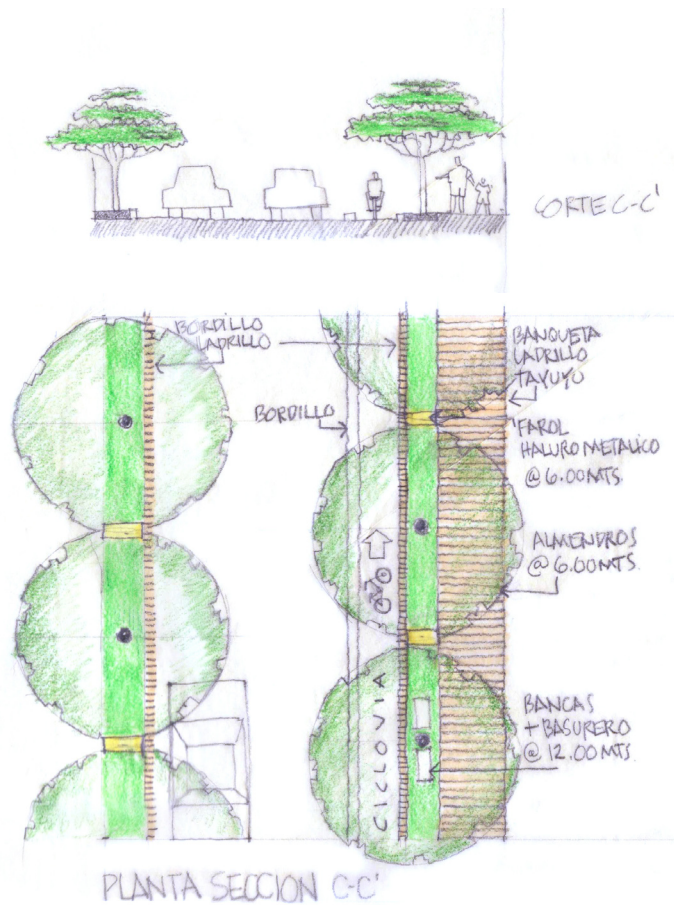 CORTE C-C'
BORDILLO
LADRILLO
BANQUETA
LADRILLO
TAYUYO
BORDILLO
FAROL
HALURO METALICO
@ 6.00 MTS.
ALMENDROS
@ 6.00 MTS.
CICLOVIA
BANCAS
+ BASURERO
@ 12.00 MTS
PLANTA SECCION C-C'